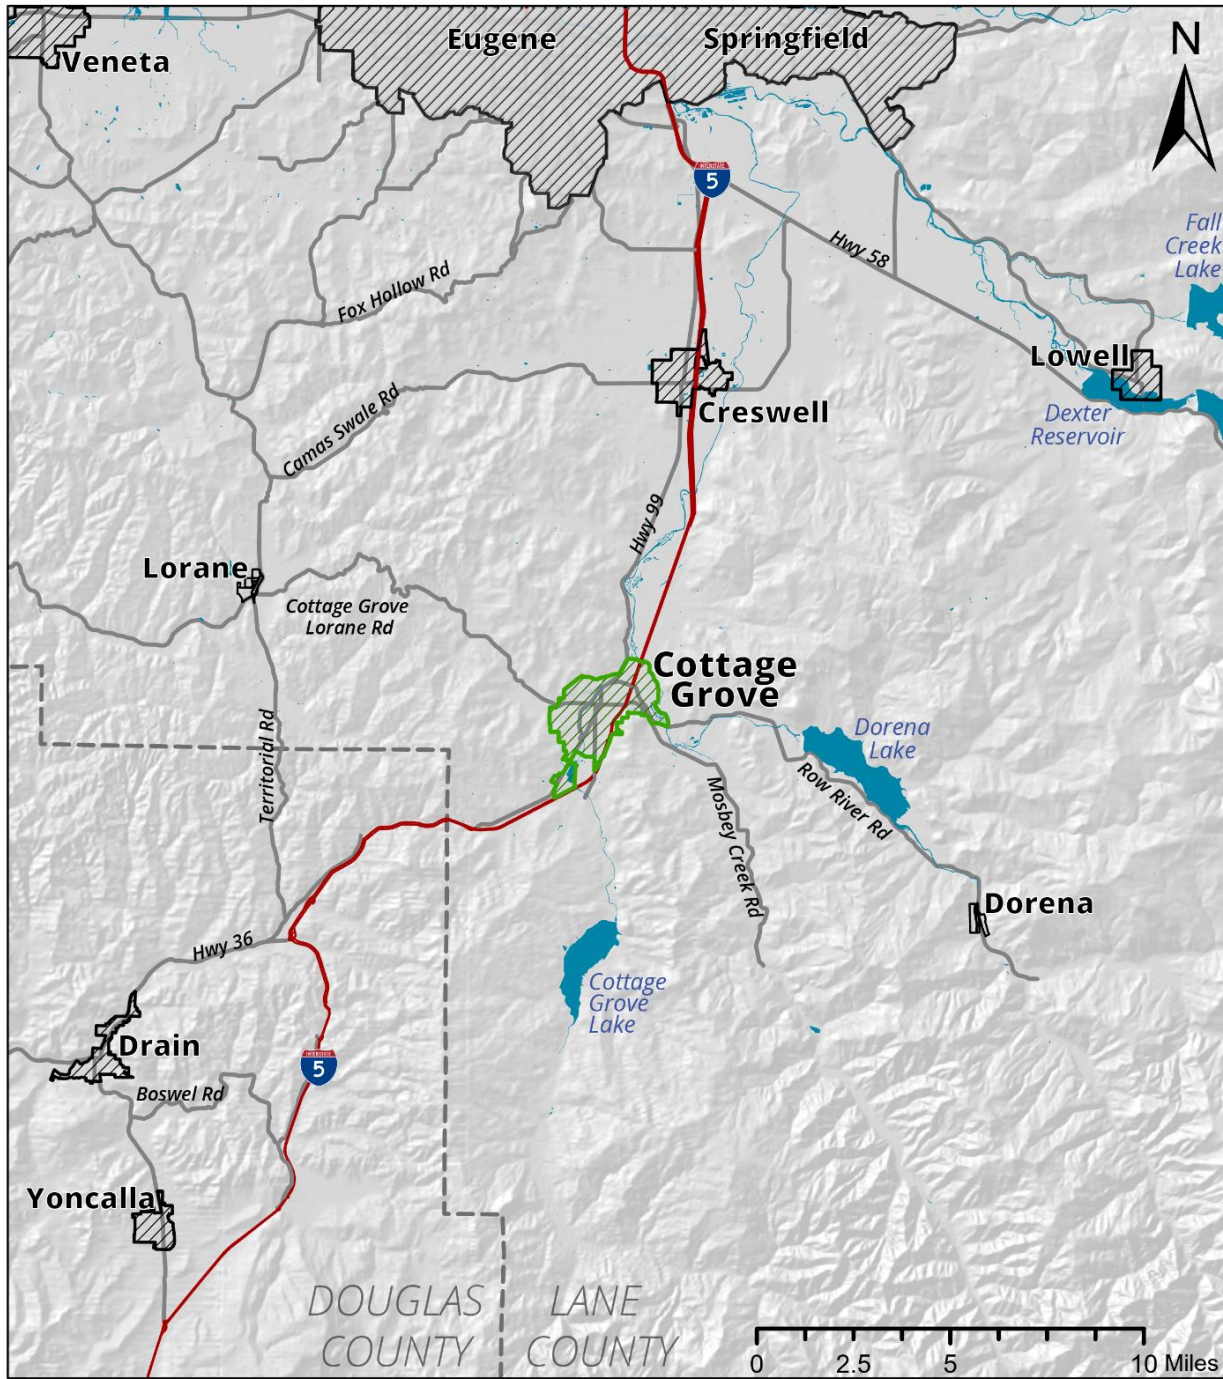 N
Eugene
Springfield
Veneta
INTERSTATE
5
Fall
Creek
Lake
Hwy 58
Fox Hollow Rd
Lowell
Creswell
Camas Swale Rd
Dexter
Reservoir
Hwy 99
Lorane
Cottage Grove
Lorane Rd
Cottage
Grove
Dorena
Lake
Territorial Rd
Row River Rd
Mosbey Creek Rd
Dorena
Hwy 36
Cottage
Grove
Lake
Drain
INTERSTATE
5
Boswel Rd
Yoncalla
DOUGLAS
COUNTY
LANE
COUNTY
0 2.5 5 10 Miles